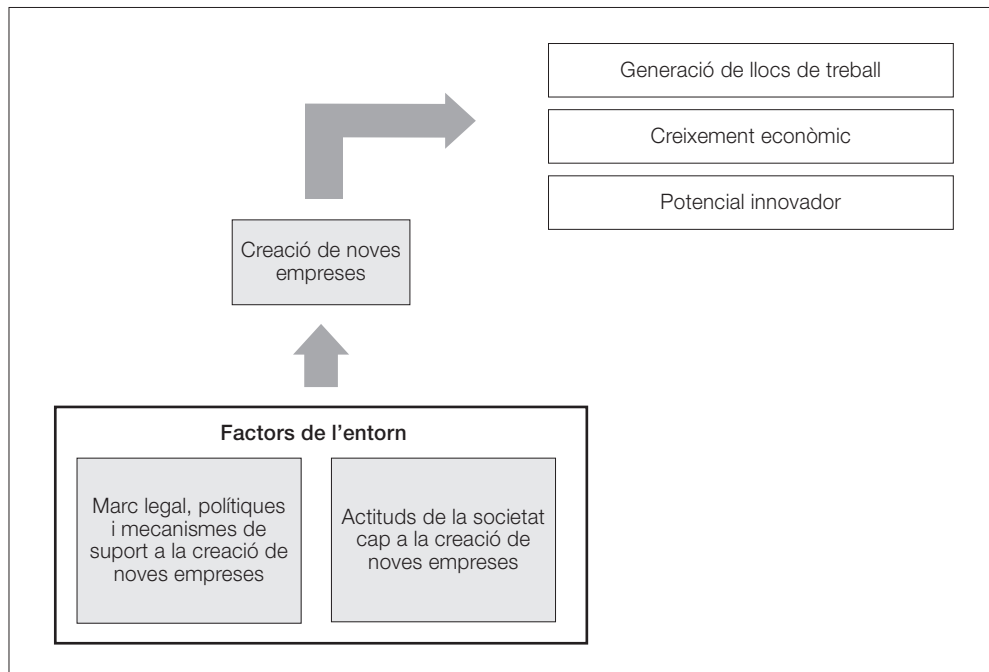 Generació de llocs de treball
Creixement econòmic
Potencial innovador
Creació de noves
empreses
Factors de l'entorn
Marc legal, polítiques
i mecanismes de
suport a la creació de
noves empreses
Actituds de la societat
cap a la creació de
noves empreses